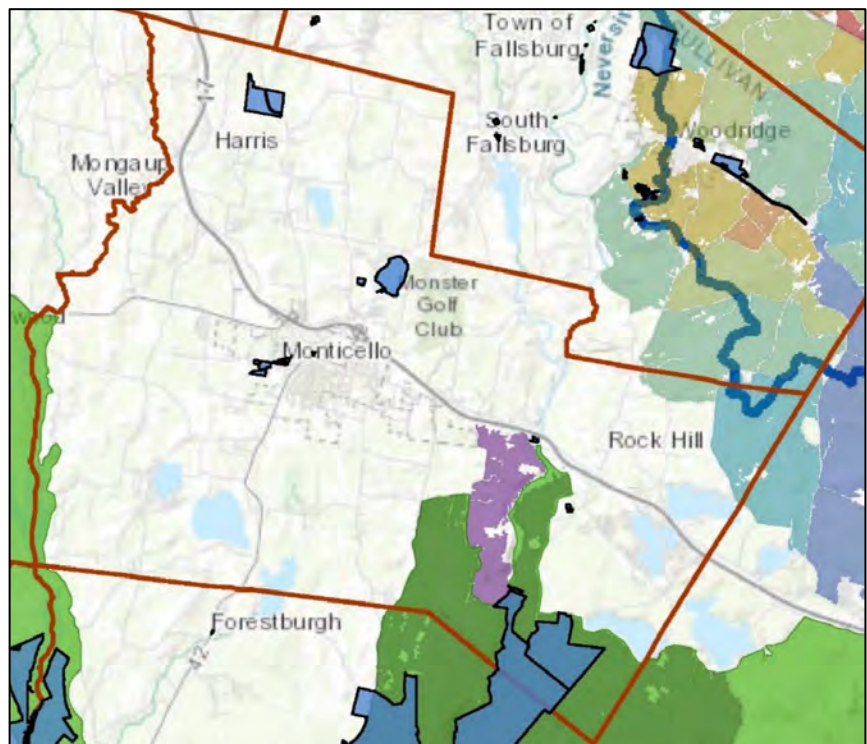 Town of
Fallsburg
Neversin
SULLIVAN
17
Harris
South
Fallsburg
Woodridge
Mongaup
Valley
Monster
Golf
Club
Monticello
Rock Hill
Forestburgh
42